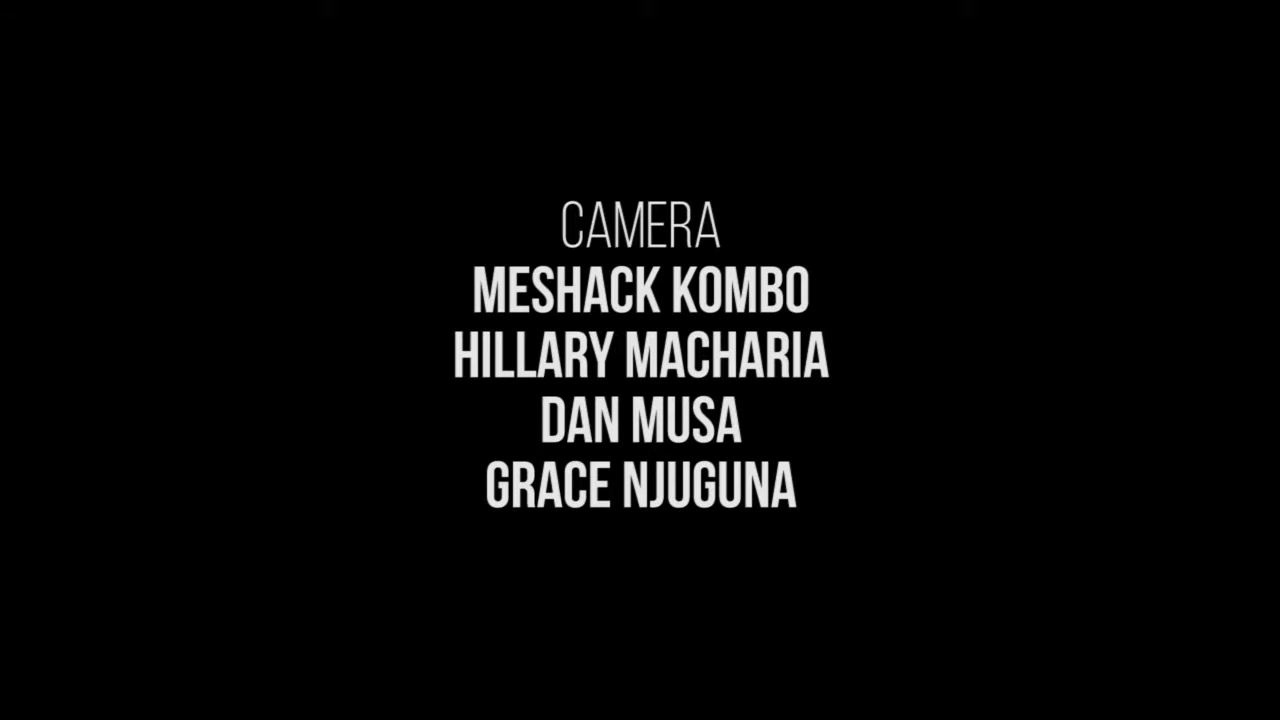 CAMERA
MESHACK KOMBO
HILLARY MACHARIA
DAN MUSA
GRACE NJUGUNA